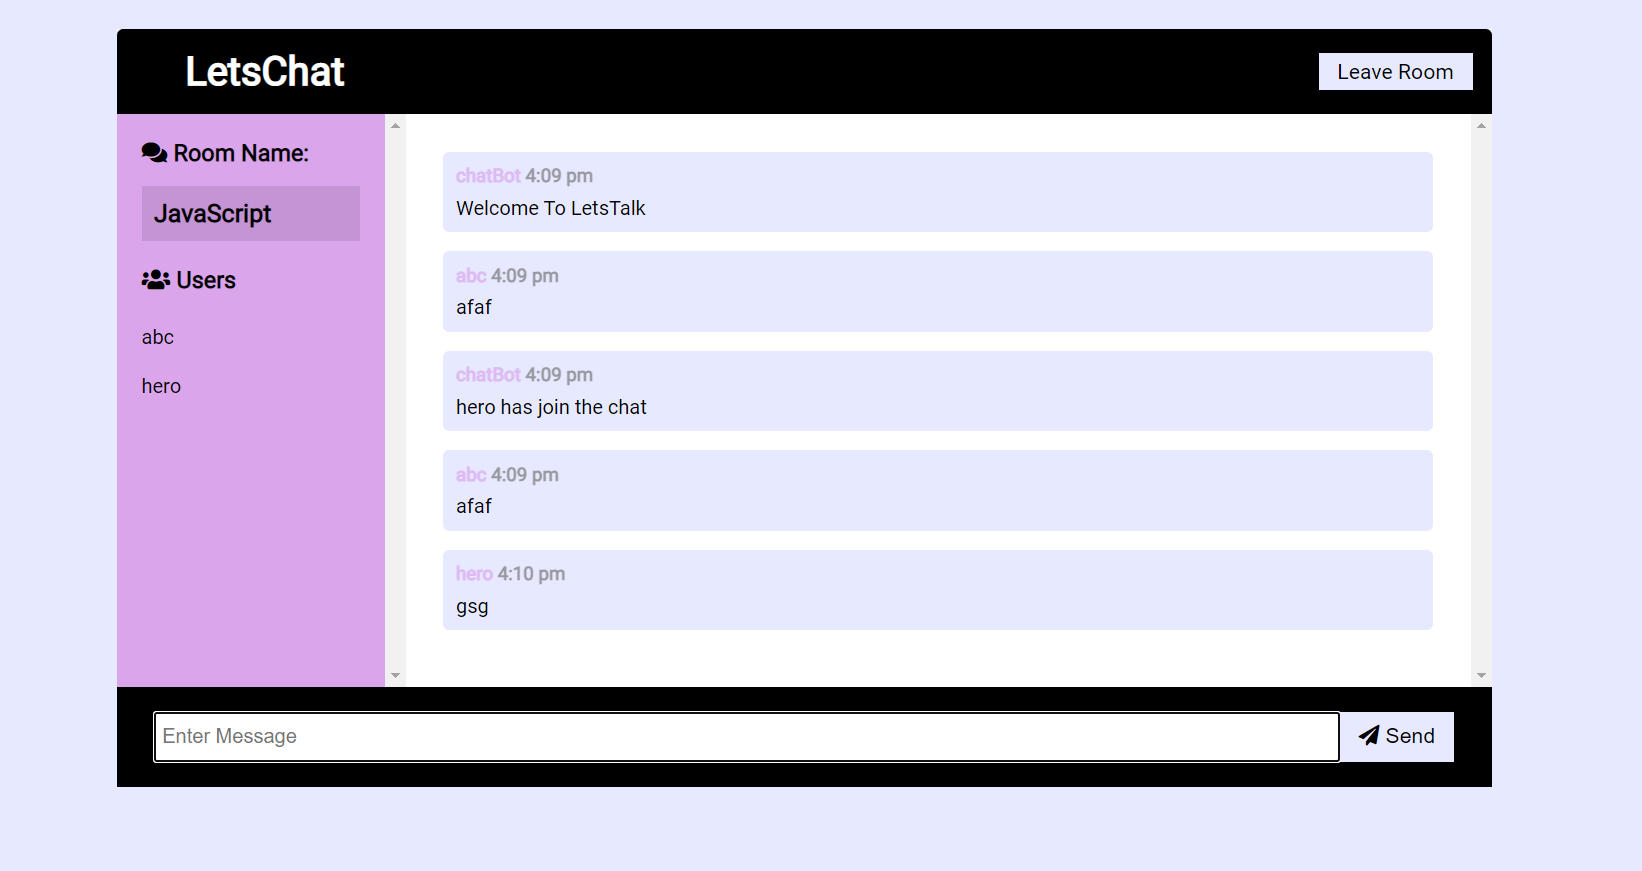 LetsChat
Leave Room
Room Name:
JavaScript
Users
abc
hero
chatBot 4:09 pm
Welcome To LetsTalk
abc 4:09 pm
afaf
chatBot 4:09 pm
hero has join the chat
abc 4:09 pm
afaf
hero 4:10 pm
gsg
Enter Message
Send